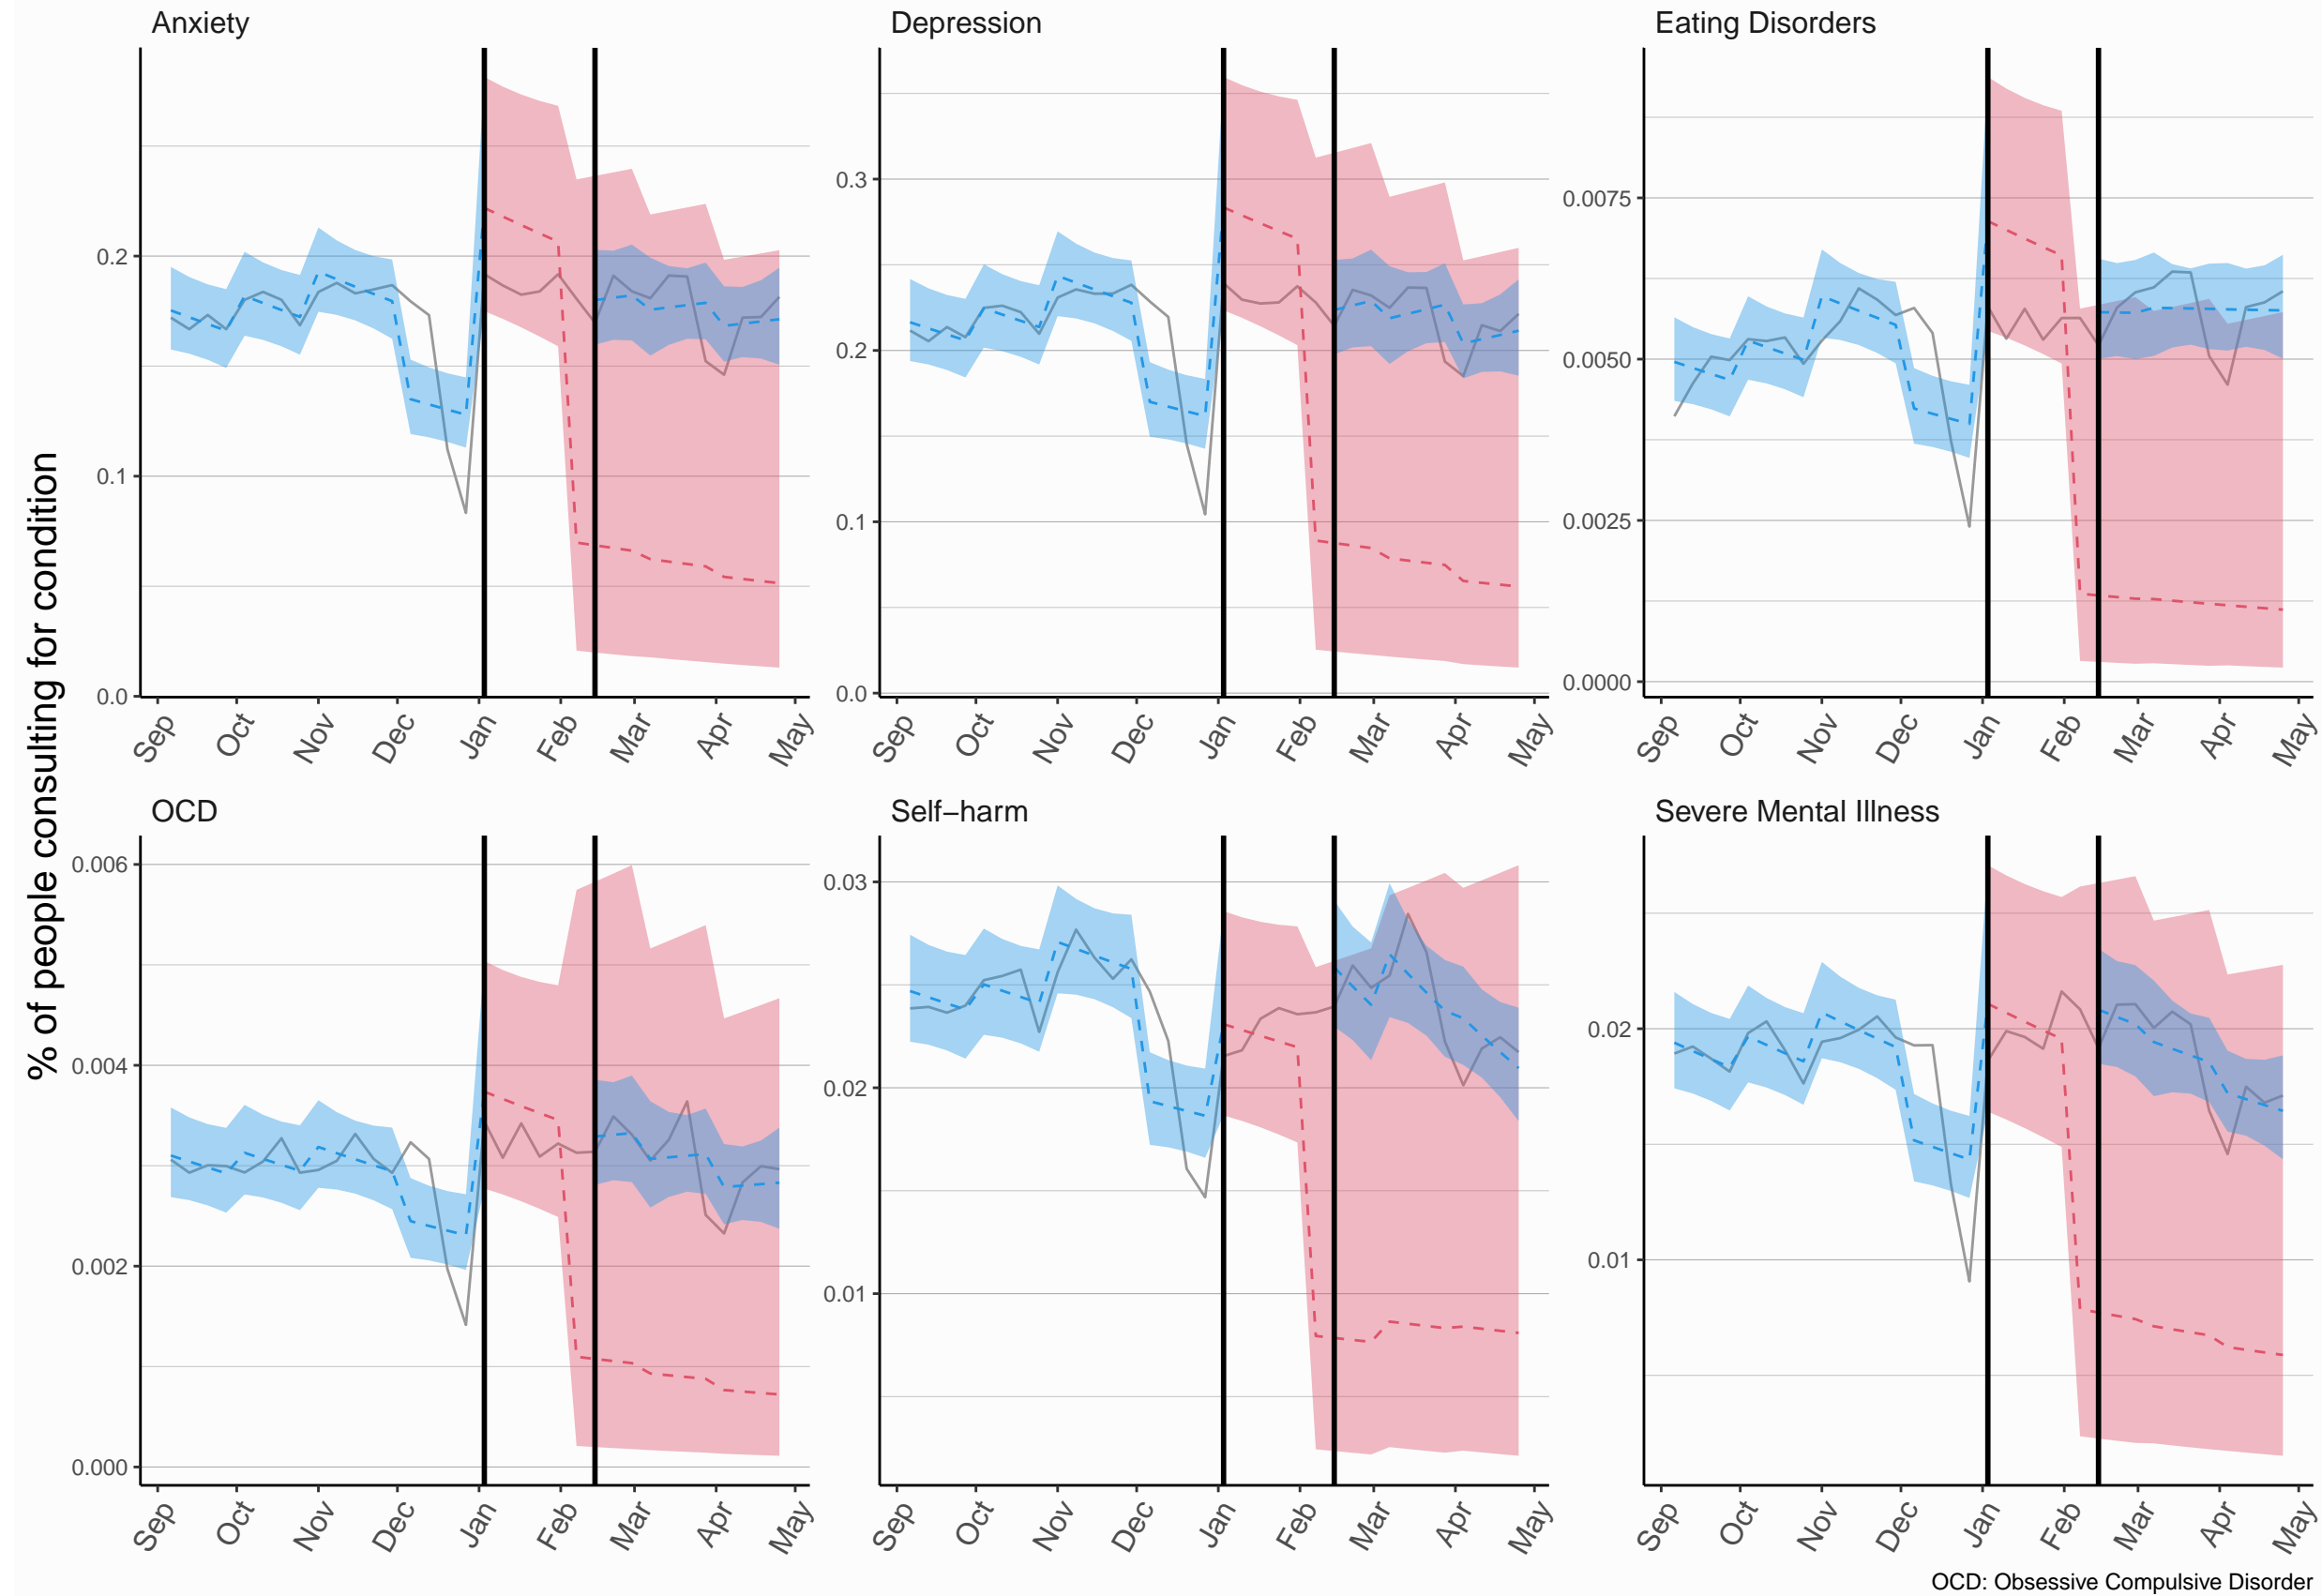 Anxiety
Depression
Eating Disorders
% of people consulting for condition
0.2
0.1
0.0
Sep Oct Nov Dec Jan Feb Mar Apr May
0.3
0.2
0.1
0.0
Sep Oct Nov Dec Jan Feb Mar Apr May
0.0075
0.0050
0.0025
0.0000
Sep Oct Nov Dec Jan Feb Mar Apr May
OCD
Self−harm
Severe Mental Illness
0.006
0.004
0.002
0.000
Sep Oct Nov Dec Jan Feb Mar Apr May
0.03
0.02
0.01
Sep Oct Nov Dec Jan Feb Mar Apr May
0.02
0.01
Sep Oct Nov Dec Jan Feb Mar Apr May
OCD: Obsessive Compulsive Disorder